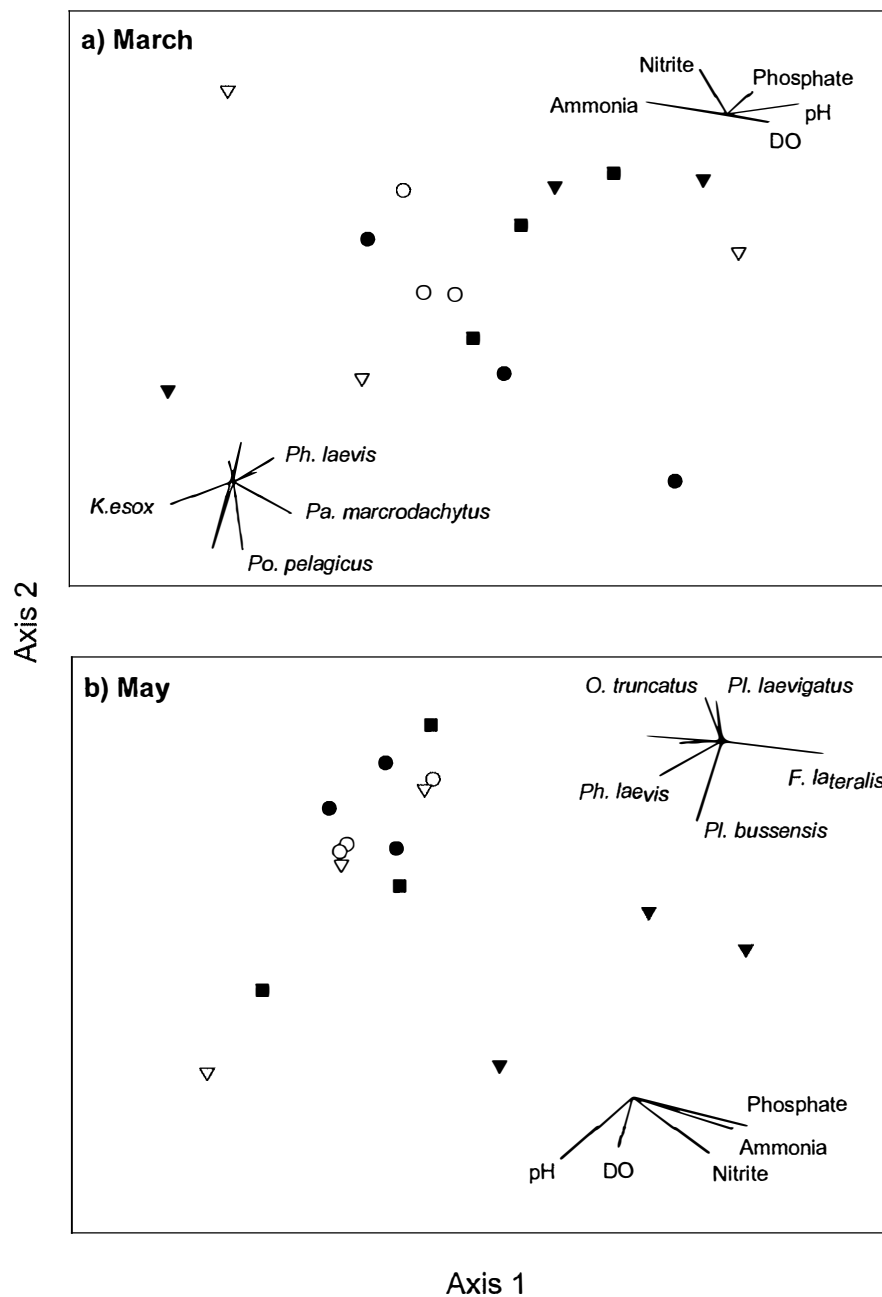 a) March
Nitrite
Phosphate
Ammonia
pH
DO
Ph. laevis
K.esox
Pa. marcrodachytus
Po. pelagicus
Axis 2
b) May
O. truncatus
Pl. laevigatus
F. lateralis
Ph. laevis
Pl. bussensis
Phosphate
Ammonia
pH
DO
Nitrite
Axis 1